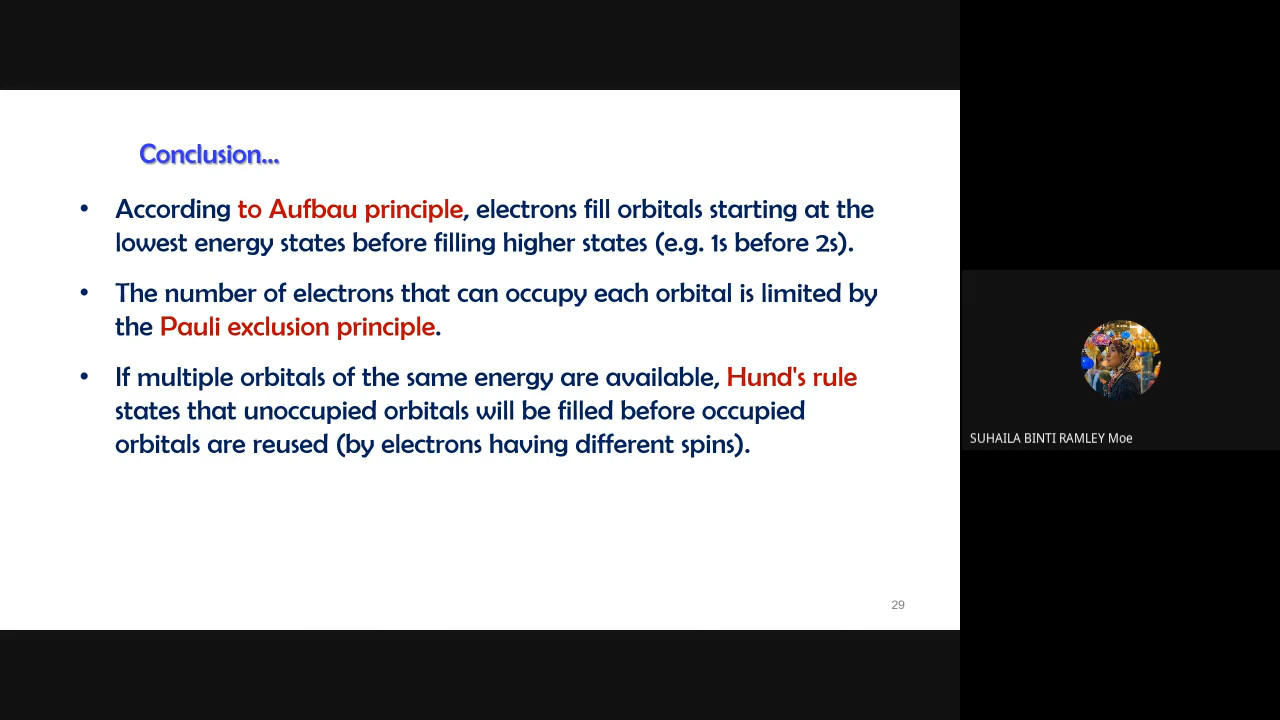 Conclusion...
• According to Aufbau principle, electrons fill orbitals starting at the
lowest energy states before filling higher states (e.g. 1s before 2s).
• The number of electrons that can occupy each orbital is limited by
the Pauli exclusion principle.
• If multiple orbitals of the same energy are available, Hund's rule
states that unoccupied orbitals will be filled before occupied
orbitals are reused (by electrons having different spins).
29
SUHAILA BINTI RAMLEY Moe